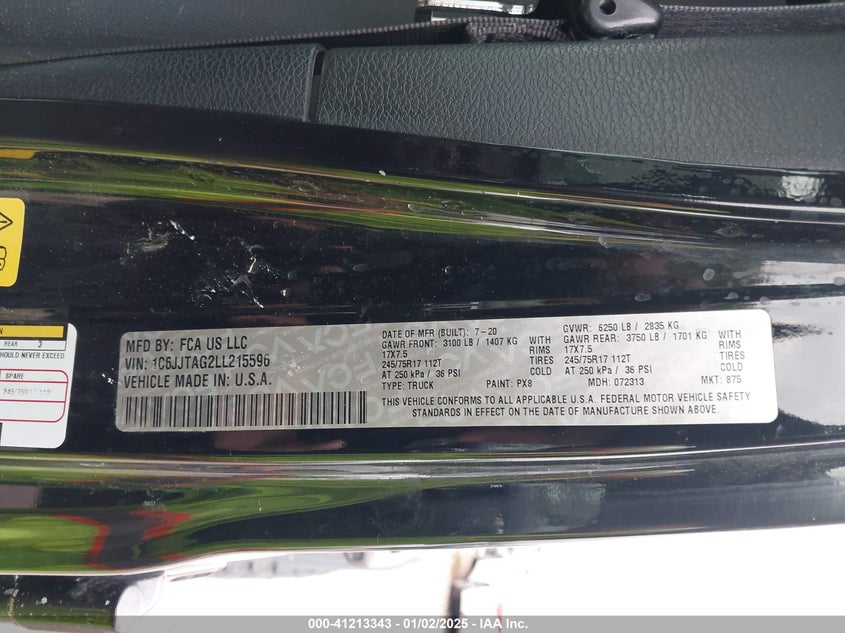 MFD BY: FCA US LLC
VIN: 1C6JJTAG2LL215596
VEHICLE MADE IN U.S.A.
DATE OF MFR (BUILT): 7-20 GVWR: 6250 LB / 2835 KG
GAWR FRONT: 3100 LB / 1407 KG WITH GAWR REAR: 3750 LB / 1701 KG WITH
17X7.5 RIMS 17X7.5 RIMS
245/75R17 112T TIRES 245/75R17 112T TIRES
AT 250 kPa / 36 PSI COLD AT 250 kPa / 36 PSI COLD
TYPE: TRUCK PAINT: PX8 MDH: 072313 MKT: 875
THIS VEHICLE CONFORMS TO ALL APPLICABLE U.S.A. FEDERAL MOTOR VEHICLE SAFETY
STANDARDS IN EFFECT ON THE DATE OF MANUFACTURE SHOWN ABOVE.
REAR 3
SHOULD NEVER EXCEED
SPARE
245/75R17 112T
000-41213343 - 01/02/2025 - IAA Inc.